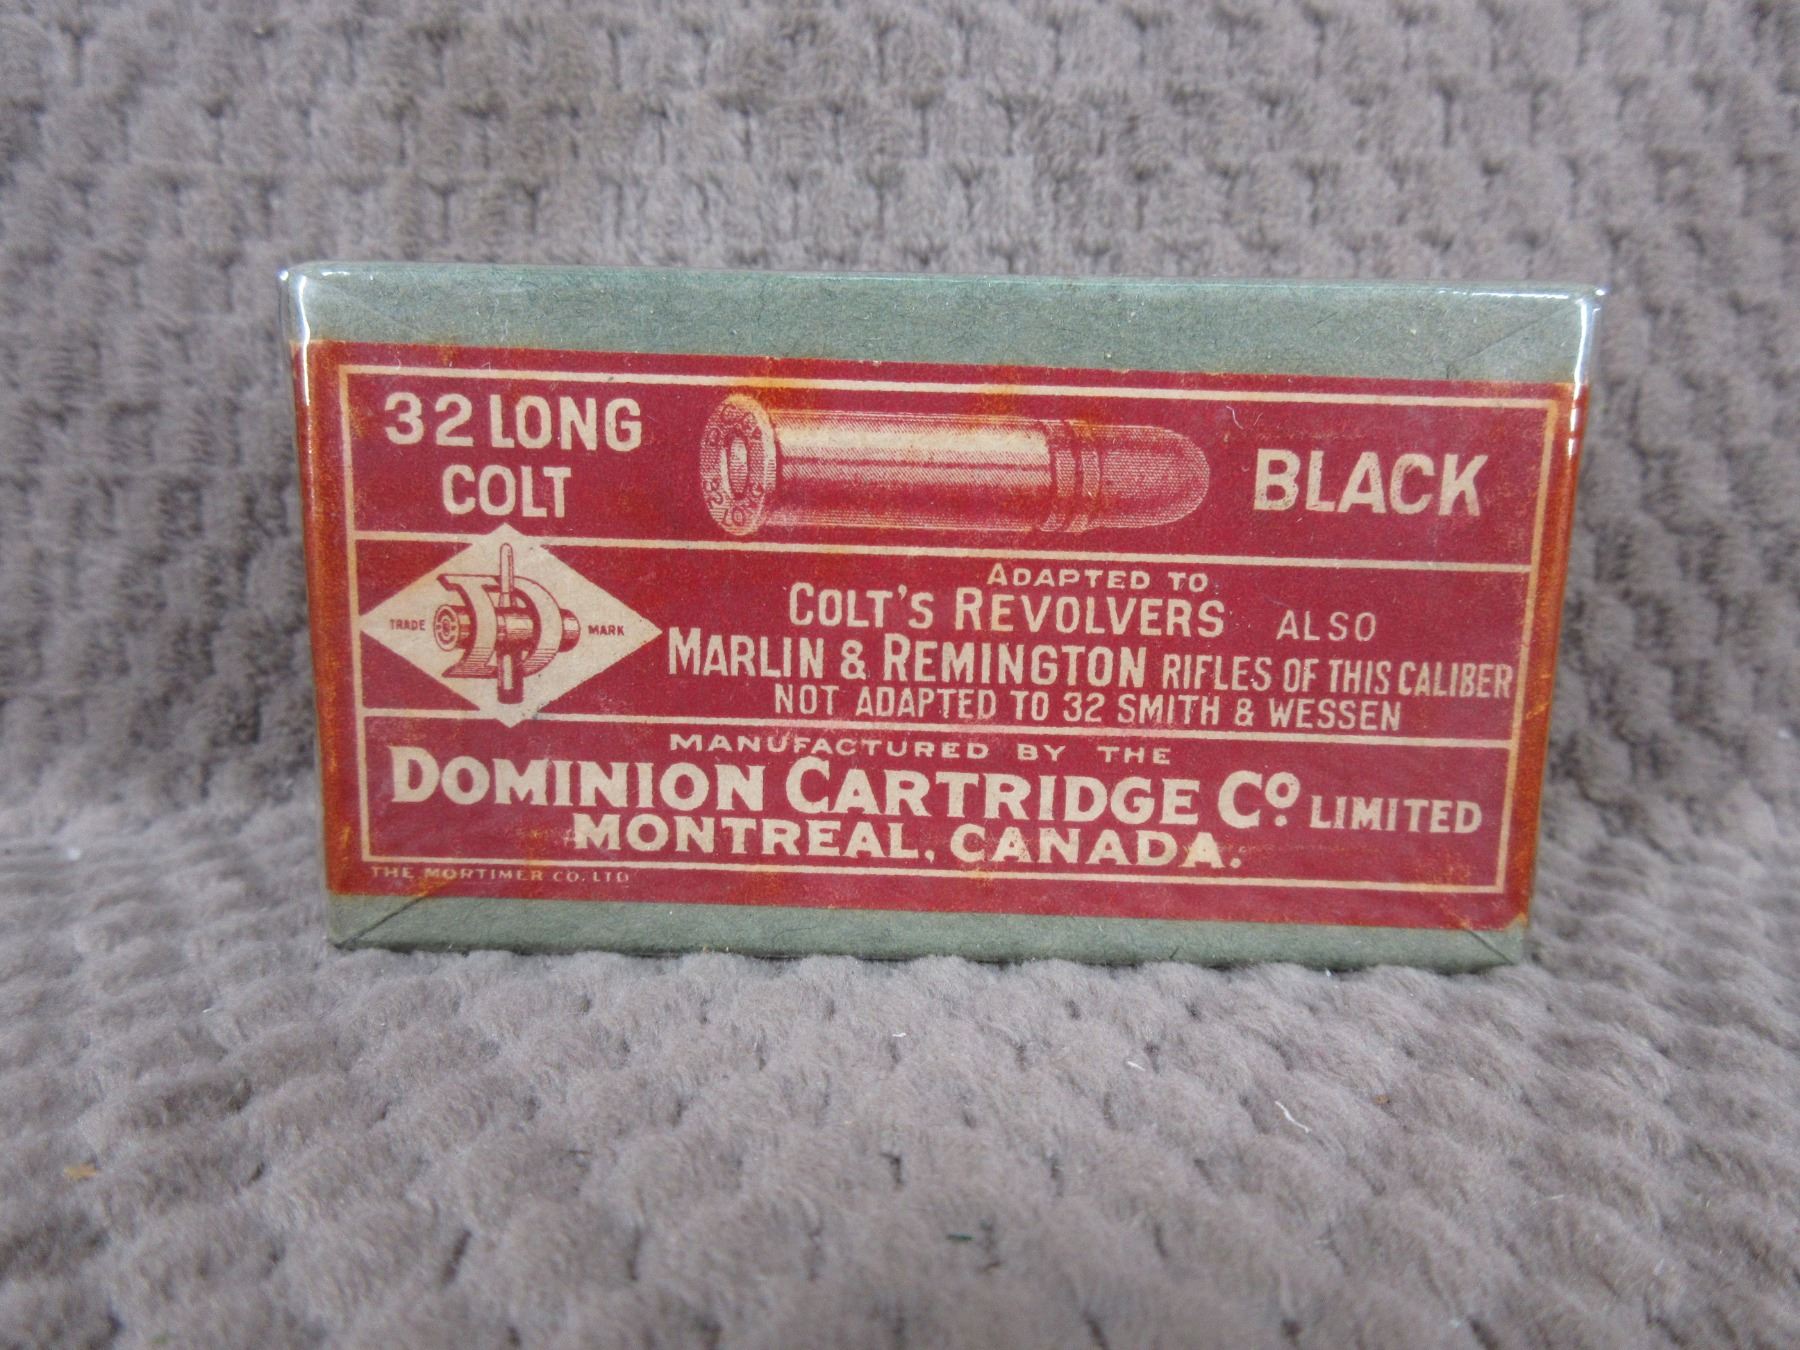 32 LONG
COLT
BLACK
TRADE MARK
ADAPTED TO
COLT'S REVOLVERS ALSO
MARLIN & REMINGTON RIFLES OF THIS CALIBER
NOT ADAPTED TO 32 SMITH & WESSEN
MANUFACTURED BY THE
DOMINION CARTRIDGE Co. LIMITED
MONTREAL, CANADA.
THE MORTIMER CO. LTD